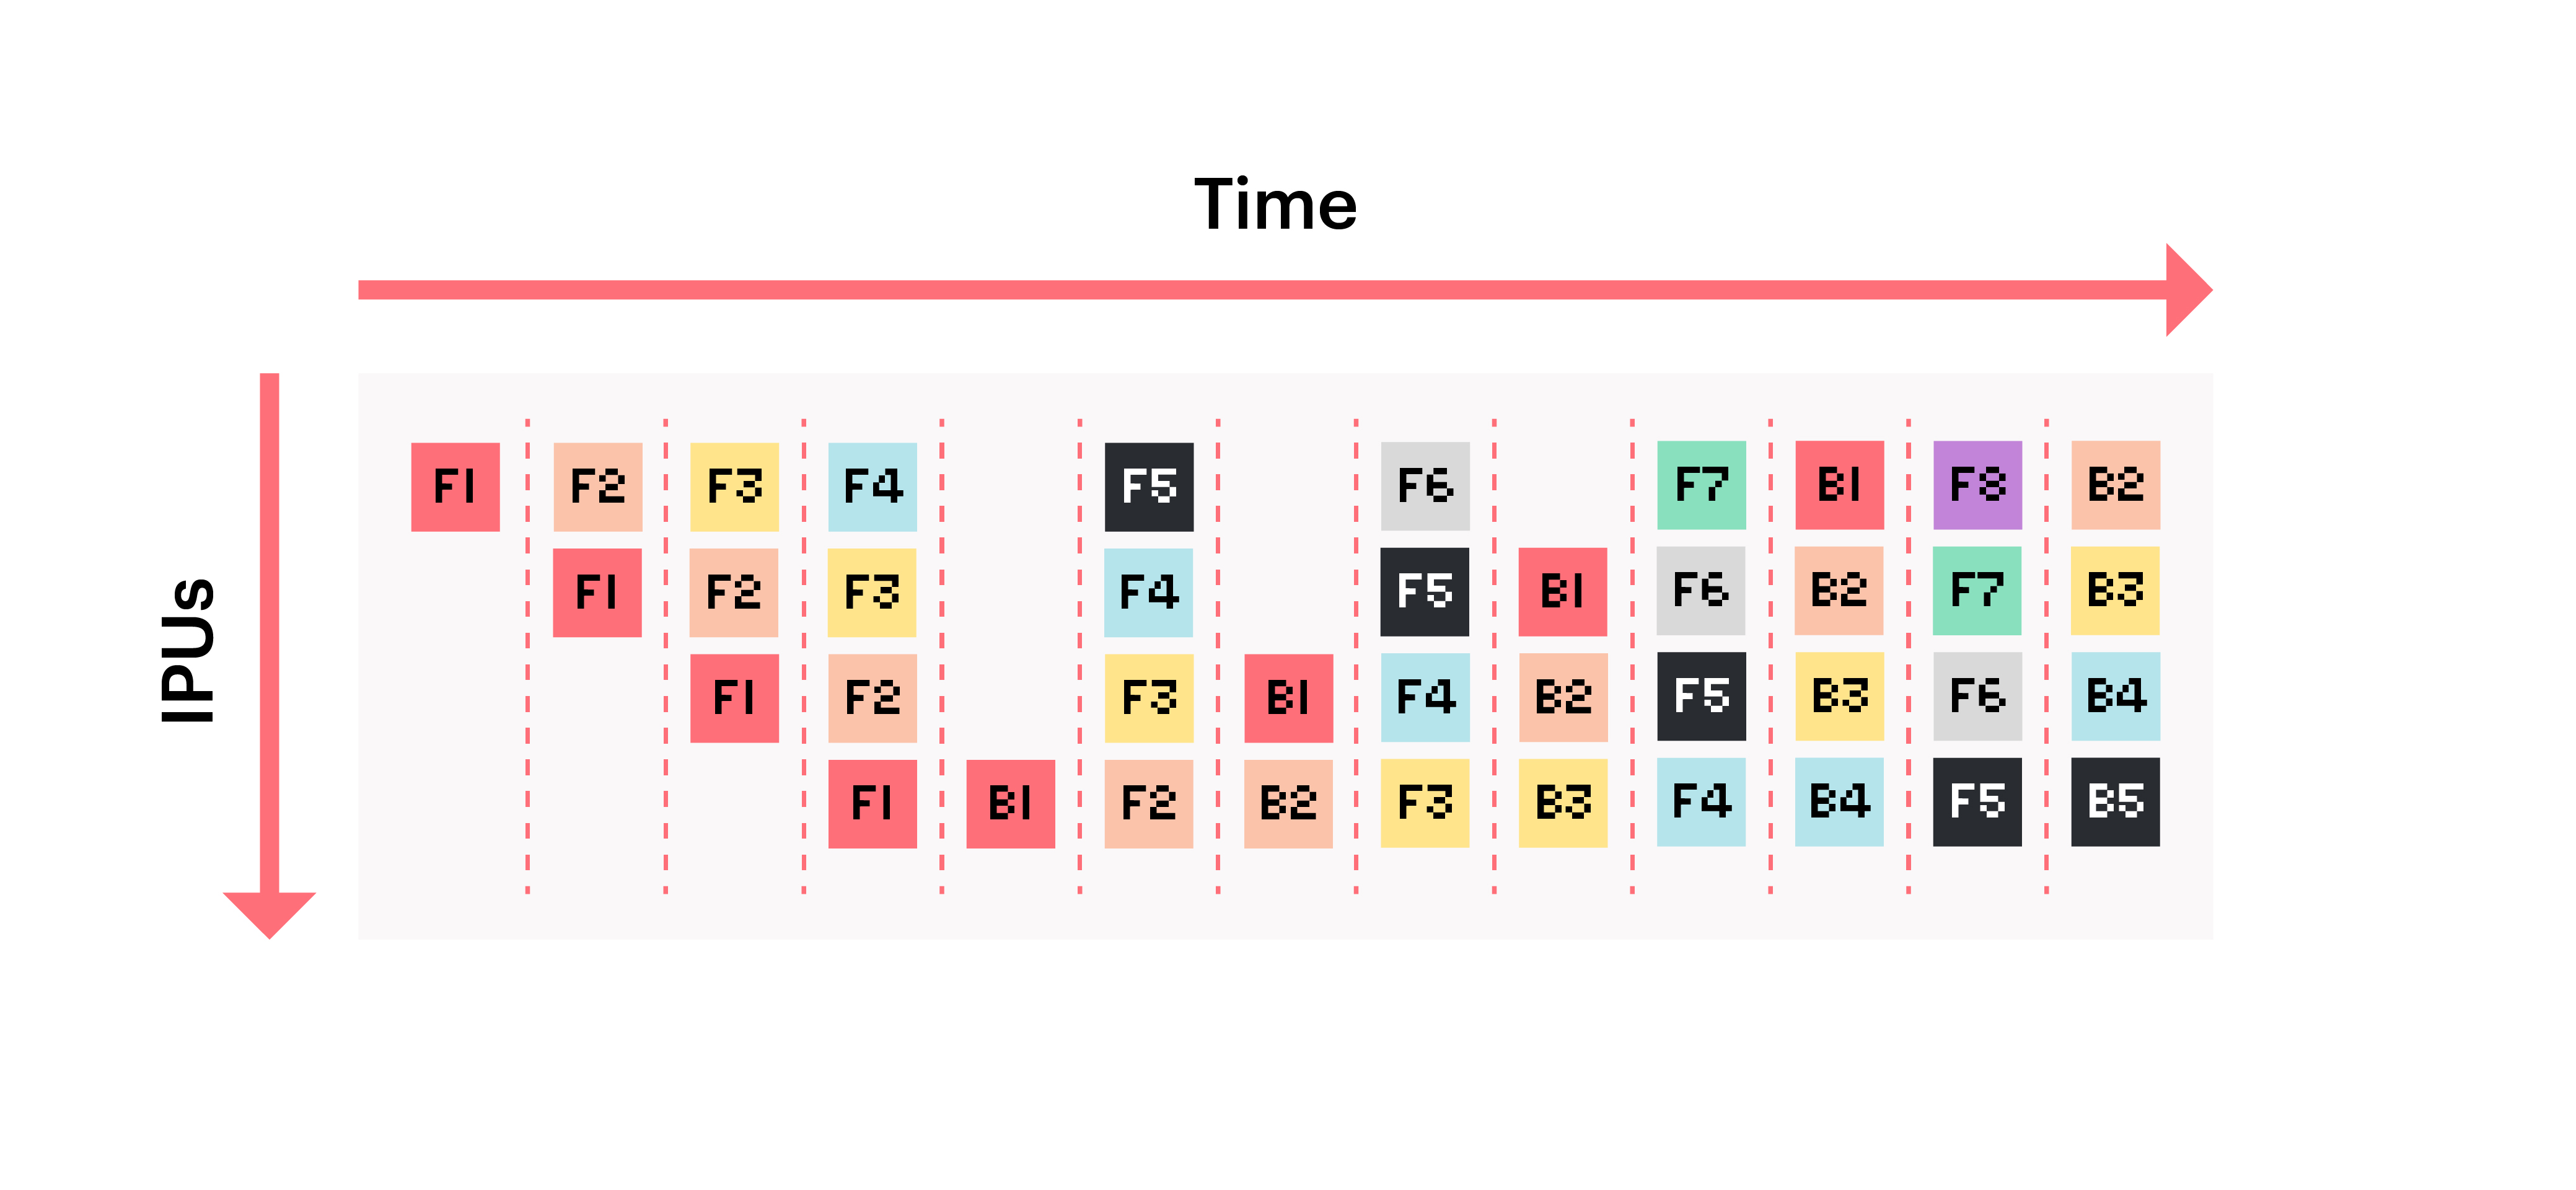 Time
IPUs
F1 F2 F3 F4 F5 F6 F7 B1 F8 B2
F1 F2 F3 F4 F5 B1 F6 B2 F7 B3
F1 F2 F3 B1 F4 B2 F5 B3 F6 B4
F1 B1 F2 B2 F3 B3 F4 B4 F5 B5